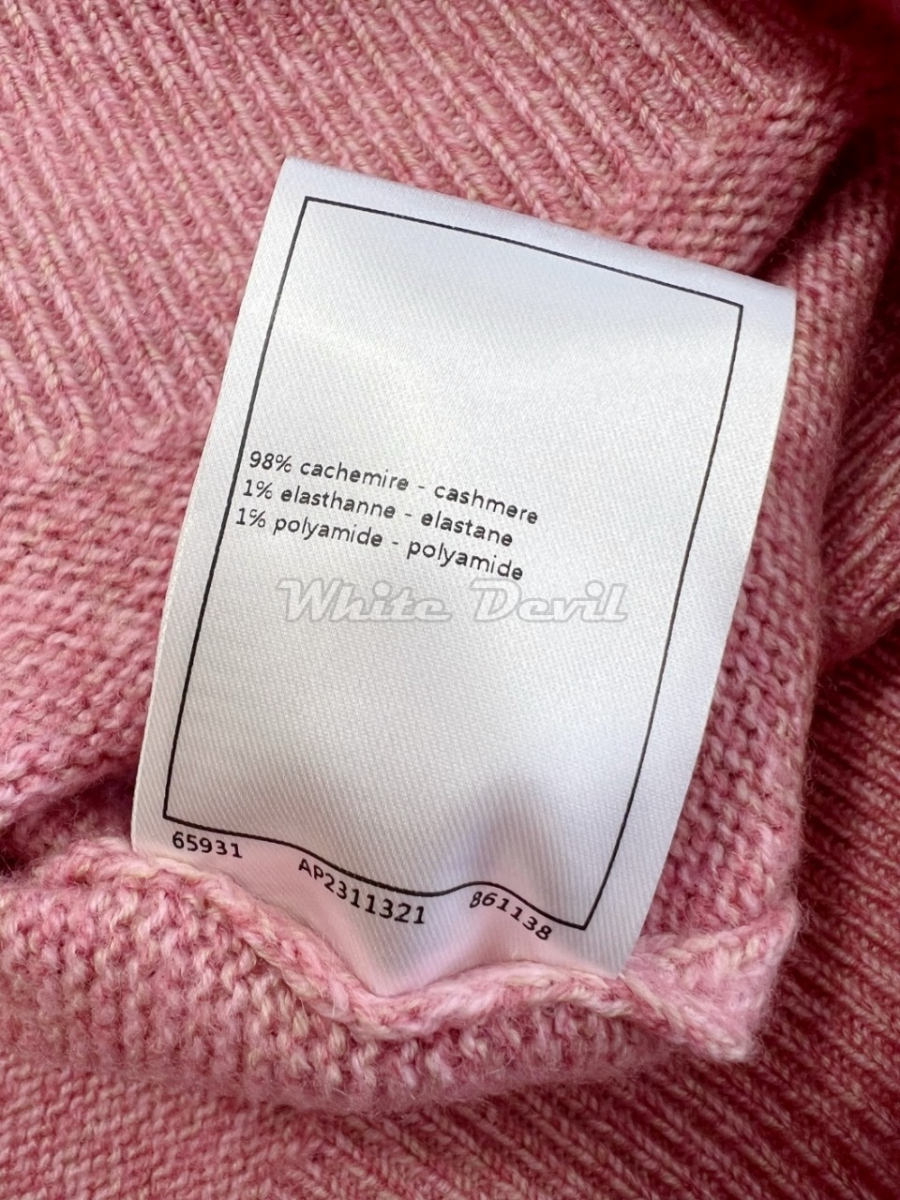 98% cachemire - cashmere
1% elasthanne - elastane
1% polyamide - polyamide
White Devil
65931 AP2311321 861138